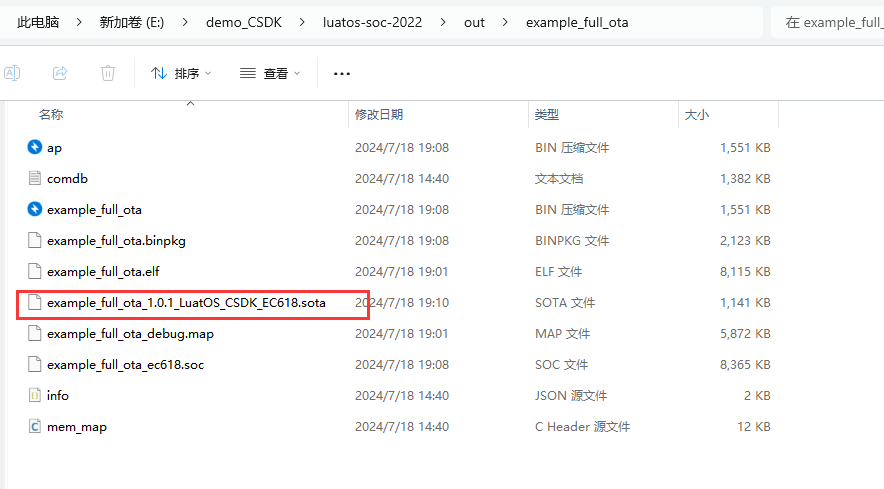 此电脑 > 新加卷 (E:) > demo_CSDK > luatos-soc-2022 > out > example_full_ota 在 example_full_
排序 查看 ...
名称 修改日期 类型 大小
ap 2024/7/18 19:08 BIN 压缩文件 1,551 KB
comdb 2024/7/18 14:40 文本文档 1,382 KB
example_full_ota 2024/7/18 19:08 BIN 压缩文件 1,551 KB
example_full_ota.binpkg 2024/7/18 19:08 BINPKG 文件 2,123 KB
example_full_ota.elf 2024/7/18 19:01 ELF 文件 8,115 KB
example_full_ota_1.0.1_LuatOS_CSDK_EC618.sota 2024/7/18 19:10 SOTA 文件 1,141 KB
example_full_ota_debug.map 2024/7/18 19:01 MAP 文件 5,872 KB
example_full_ota_ec618.soc 2024/7/18 19:08 SOC 文件 8,365 KB
info 2024/7/18 14:40 JSON 源文件 2 KB
mem_map 2024/7/18 14:40 C Header 源文件 12 KB